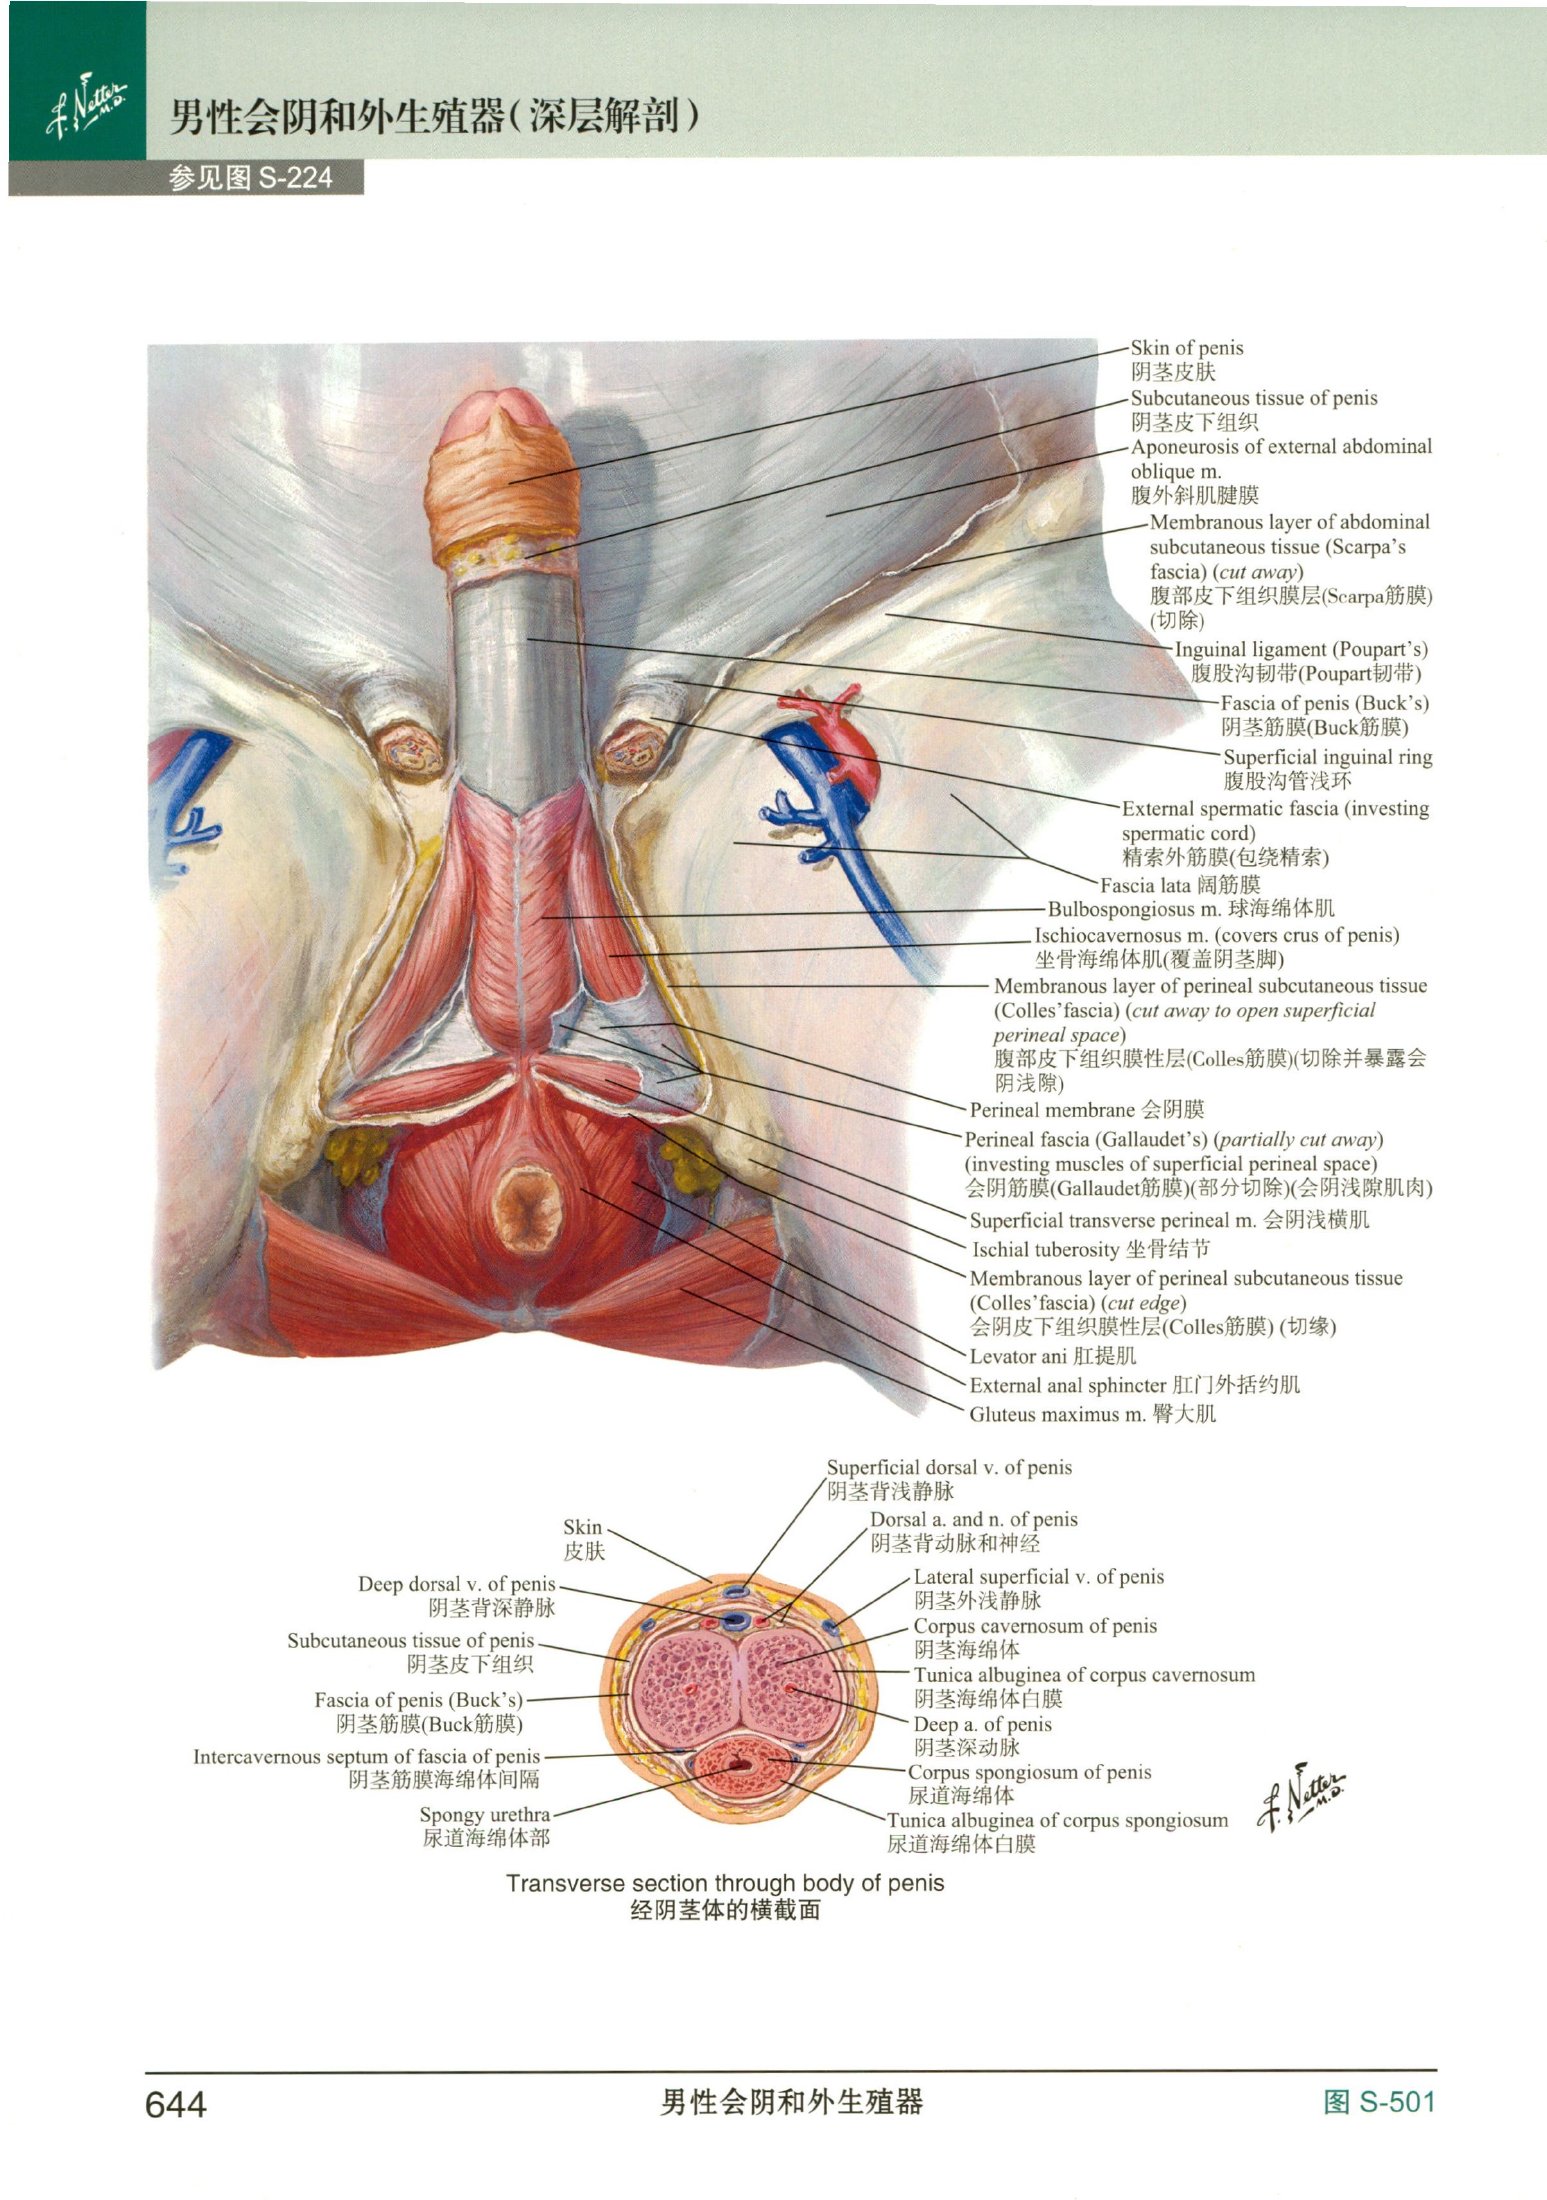 F. Netter M.D.
男性会阴和外生殖器(深层解剖)
参见图 S-224
Skin of penis
阴茎皮肤
Subcutaneous tissue of penis
阴茎皮下组织
Aponeurosis of external abdominal
oblique m.
腹外斜肌腱膜
Membranous layer of abdominal
subcutaneous tissue (Scarpa's
fascia) (cut away)
腹部皮下组织膜层(Scarpa筋膜)
(切除)
Inguinal ligament (Poupart's)
腹股沟韧带(Poupart韧带)
Fascia of penis (Buck's)
阴茎筋膜(Buck筋膜)
Superficial inguinal ring
腹股沟管浅环
External spermatic fascia (investing
spermatic cord)
精索外筋膜(包绕精索)
Fascia lata 阔筋膜
Bulbospongiosus m. 球海绵体肌
Ischiocavernosus m. (covers crus of penis)
坐骨海绵体肌(覆盖阴茎脚)
Membranous layer of perineal subcutaneous tissue
(Colles'fascia) (cut away to open superficial
perineal space)
腹部皮下组织膜性层(Colles筋膜)(切除并暴露会
阴浅隙)
Perineal membrane 会阴膜
Perineal fascia (Gallaudet's) (partially cut away)
(investing muscles of superficial perineal space)
会阴筋膜(Gallaudet筋膜)(部分切除)(会阴浅隙肌肉)
Superficial transverse perineal m. 会阴浅横肌
Ischial tuberosity 坐骨结节
Membranous layer of perineal subcutaneous tissue
(Colles'fascia) (cut edge)
会阴皮下组织膜性层(Colles筋膜) (切缘)
Levator ani 肛提肌
External anal sphincter 肛门外括约肌
Gluteus maximus m. 臀大肌
Superficial dorsal v. of penis
阴茎背浅静脉
Dorsal a. and n. of penis
阴茎背动脉和神经
Lateral superficial v. of penis
阴茎外浅静脉
Corpus cavernosum of penis
阴茎海绵体
Tunica albuginea of corpus cavernosum
阴茎海绵体白膜
Deep a. of penis
阴茎深动脉
Corpus spongiosum of penis
尿道海绵体
Tunica albuginea of corpus spongiosum
尿道海绵体白膜
Skin
皮肤
Deep dorsal v. of penis
阴茎背深静脉
Subcutaneous tissue of penis
阴茎皮下组织
Fascia of penis (Buck's)
阴茎筋膜(Buck筋膜)
Intercavernous septum of fascia of penis
阴茎筋膜海绵体间隔
Spongy urethra
尿道海绵体部
F. Netter M.D.
Transverse section through body of penis
经阴茎体的横截面
644
男性会阴和外生殖器
图 S-501